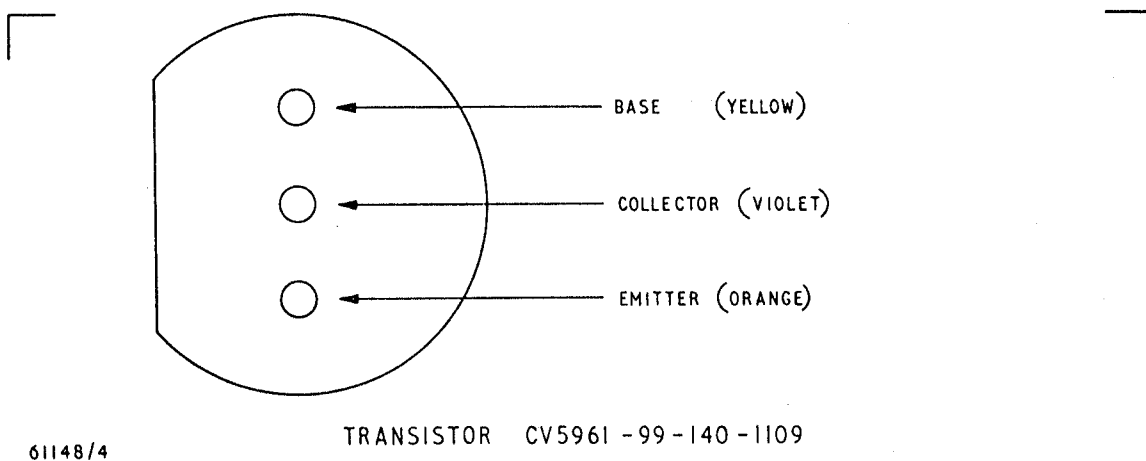 BASE (YELLOW)
COLLECTOR (VIOLET)
EMITTER (ORANGE)
TRANSISTOR CV5961-99-140-1109
61148/4